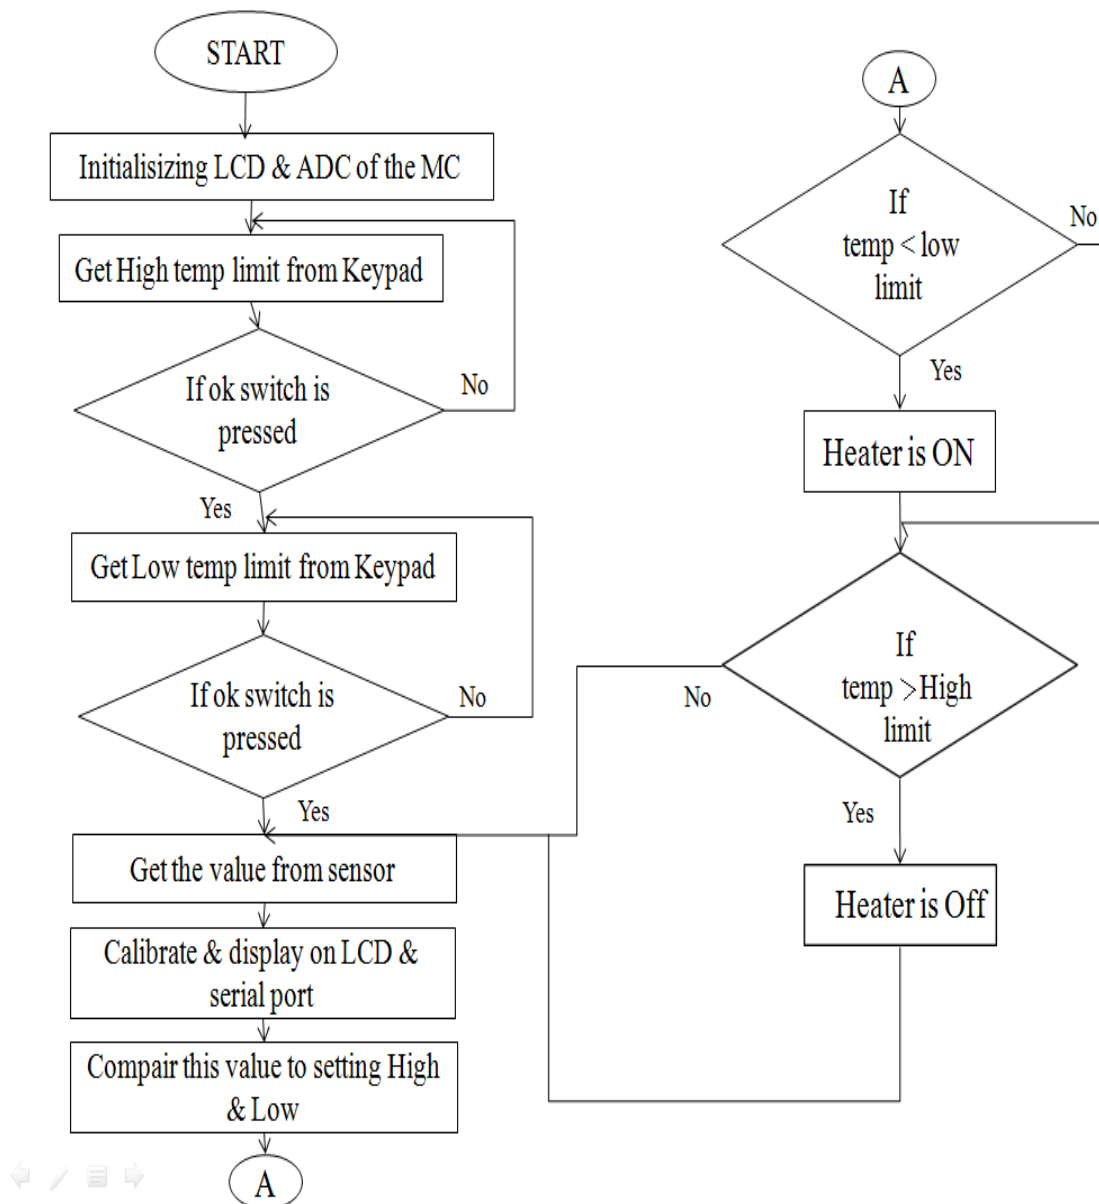 START
Initialisizing LCD & ADC of the MC
Get High temp limit from Keypad
If ok switch is
pressed
No
Yes
Get Low temp limit from Keypad
If ok switch is
pressed
No
Yes
Get the value from sensor
Calibrate & display on LCD &
serial port
Compair this value to setting High
& Low
A
A
If
temp < low
limit
No
Yes
Heater is ON
If
temp >High
limit
No
Yes
Heater is Off